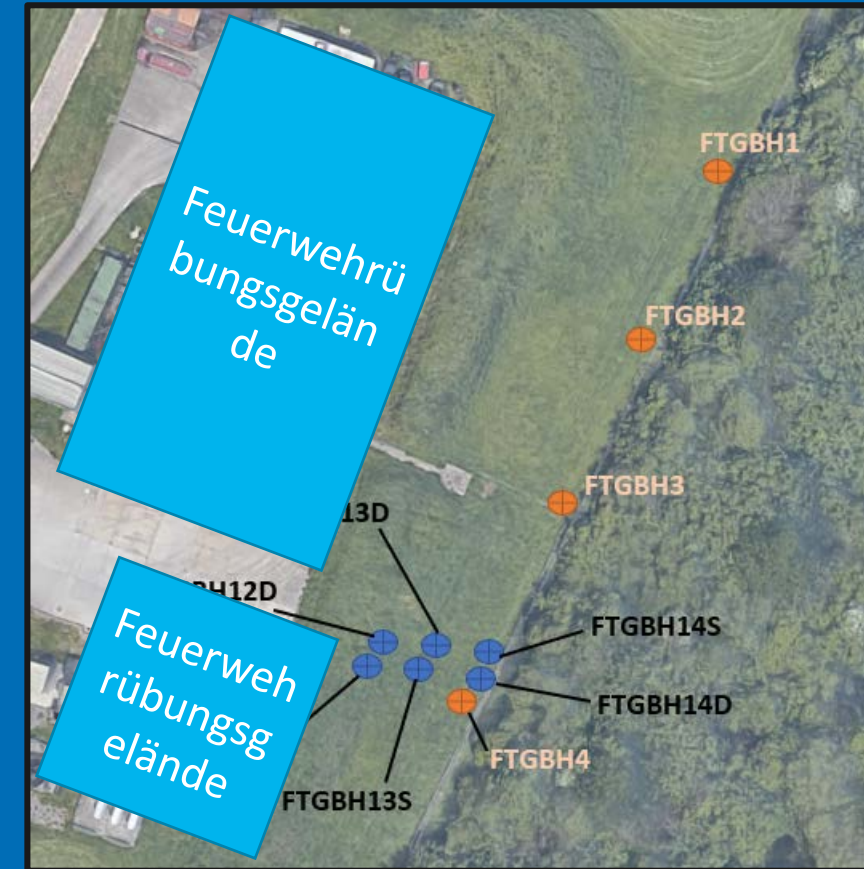 Feuerwehrü
bungsgelän
de
FTGBH1
FTGBH2
FTGBH3
13D
BH12D
Feuerweh
rübungsg
elände
FTGBH14S
FTGBH14D
FTGBH4
FTGBH13S